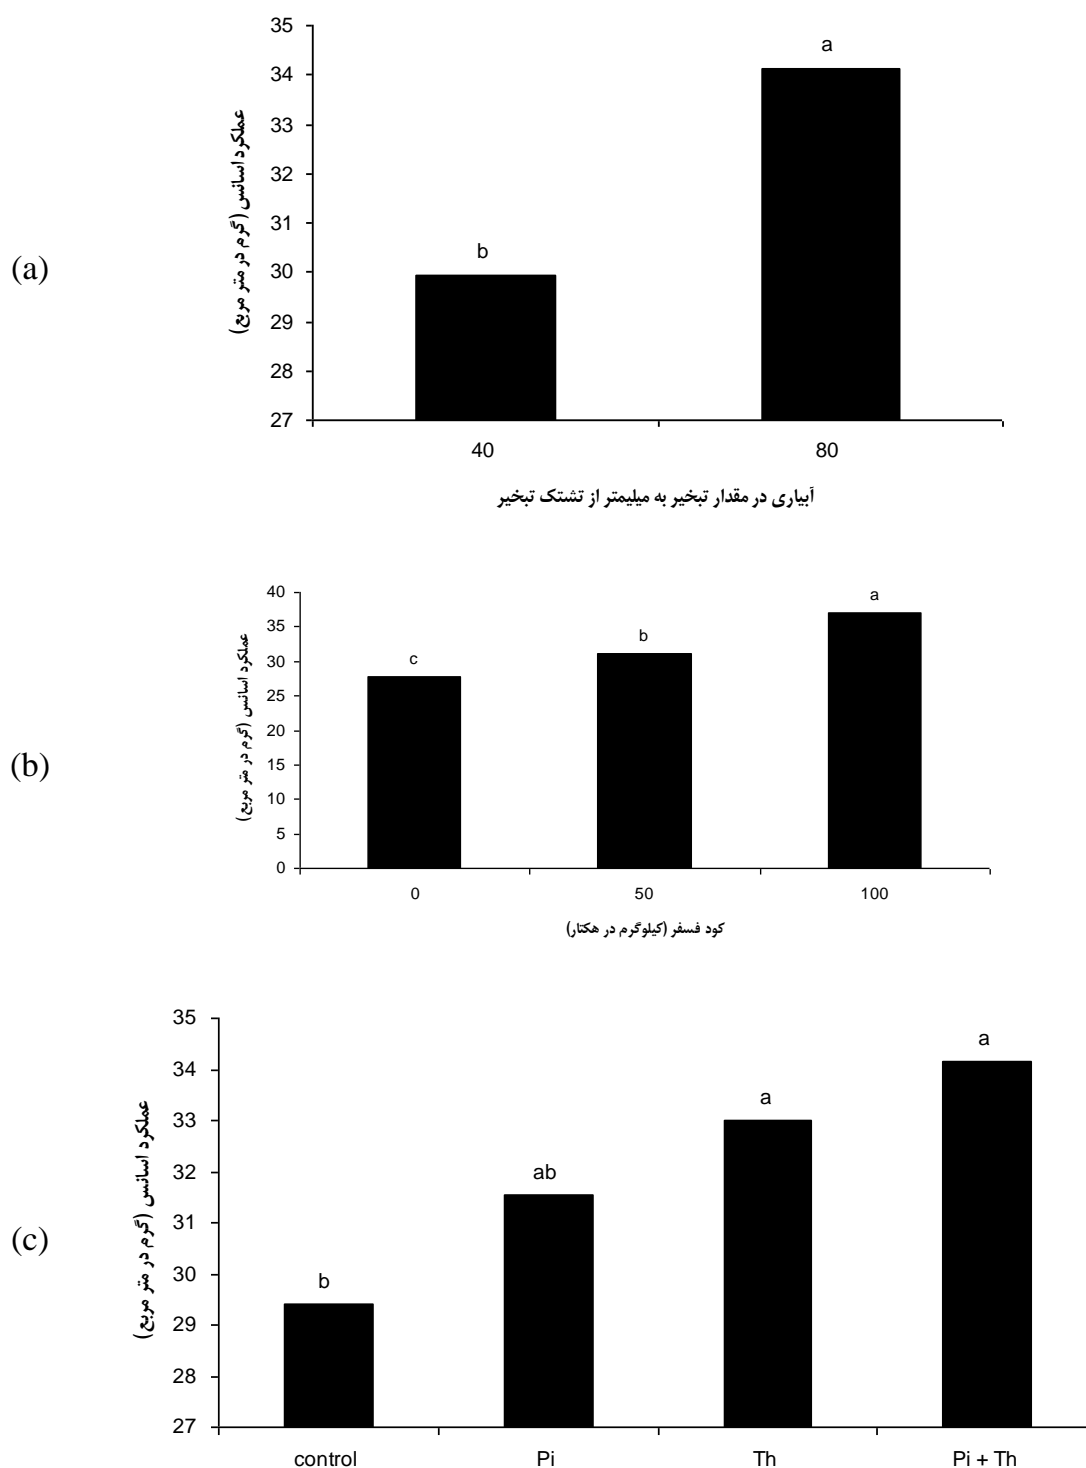 (a)
عملکرد اسانس (گرم در متر مربع)
35
34
33
32
31
30
29
28
27
b
a
40 80
آبیاری در مقدار تبخیر به میلیمتر از تشتک تبخیر
(b)
عملکرد اسانس (گرم در متر مربع)
40
35
30
25
20
15
10
5
0
c
b
a
0 50 100
کود فسفر (کیلوگرم در هکتار)
(c)
عملکرد اسانس (گرم در متر مربع)
35
34
33
32
31
30
29
28
27
b
ab
a
a
control Pi Th Pi + Th